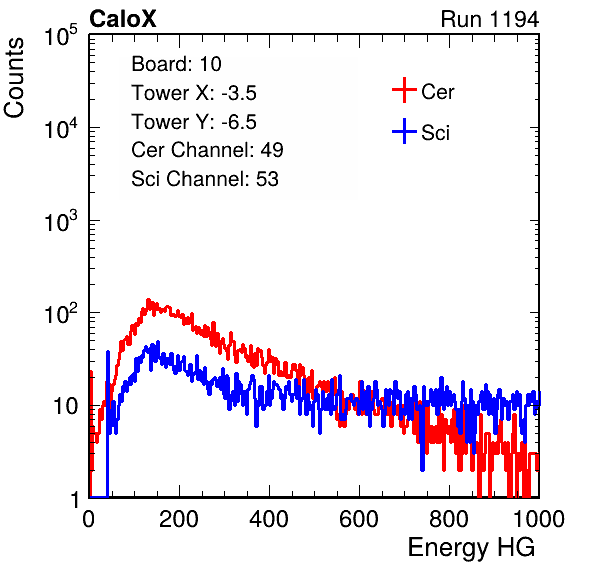 CaloX Run 1194
Counts
10^5
10^4
10^3
10^2
10
1
Board: 10
Tower X: -3.5
Tower Y: -6.5
Cer Channel: 49
Sci Channel: 53
Cer
Sci
0 200 400 600 800 1000
Energy HG